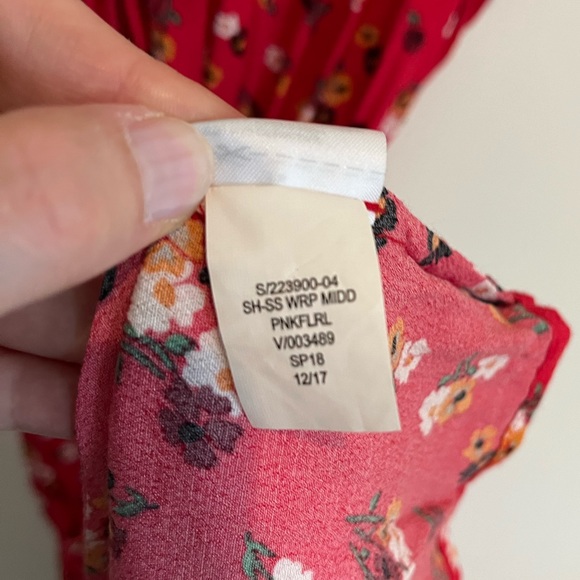 S/223900-04
SH-SS WRP MIDD
PNKFLRL
V/003489
SP18
12/17